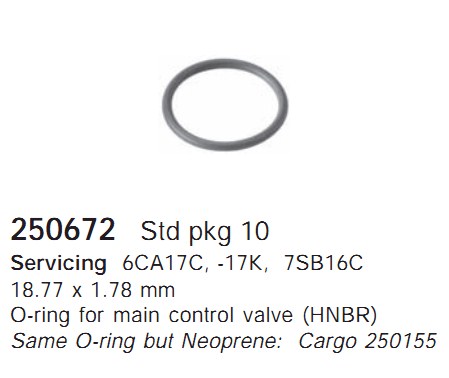 250672 Std pkg 10
Servicing 6CA17C, -17K, 7SB16C
18.77 x 1.78 mm
O-ring for main control valve (HNBR)
Same O-ring but Neoprene: Cargo 250155